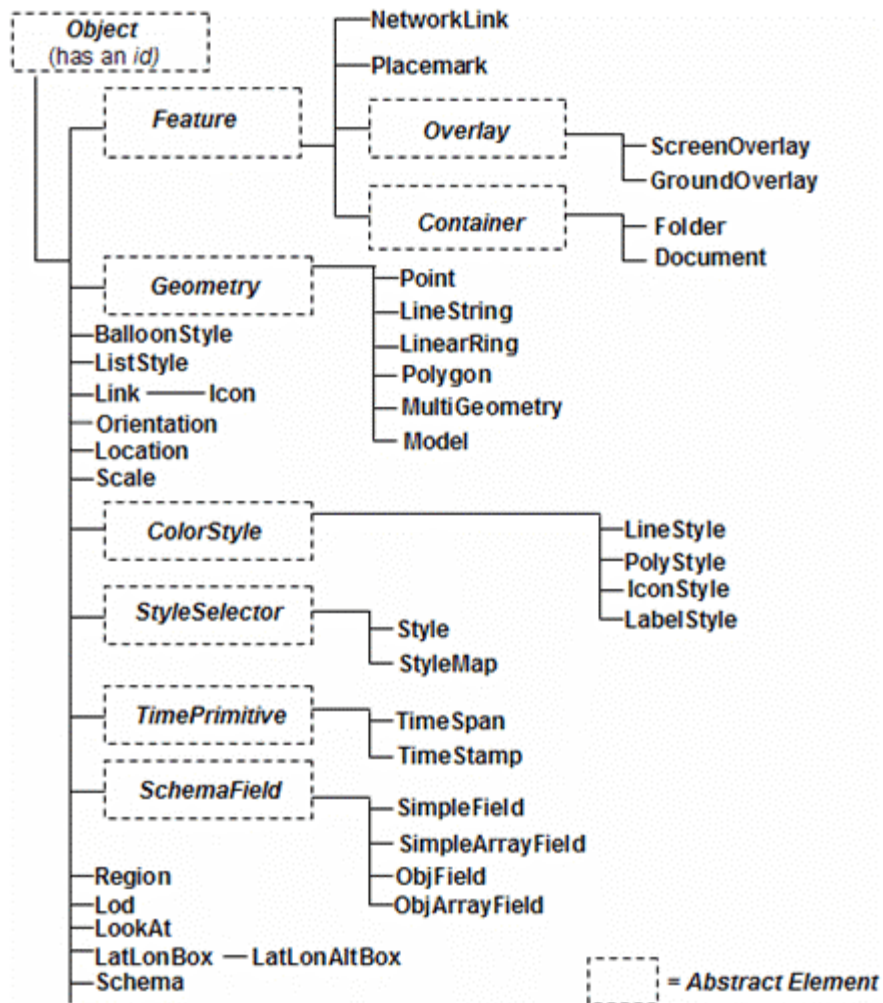 Object
(has an id)
NetworkLink
Placemark
Feature
Overlay
ScreenOverlay
GroundOverlay
Container
Folder
Document
Geometry
Point
LineString
LinearRing
Polygon
MultiGeometry
Model
BalloonStyle
ListStyle
Link Icon
Orientation
Location
Scale
ColorStyle
LineStyle
PolyStyle
IconStyle
LabelStyle
StyleSelector
Style
StyleMap
TimePrimitive
TimeSpan
TimeStamp
SchemaField
SimpleField
SimpleArrayField
ObjField
ObjArrayField
Region
Lod
LookAt
LatLonBox LatLonAltBox
Schema
= Abstract Element